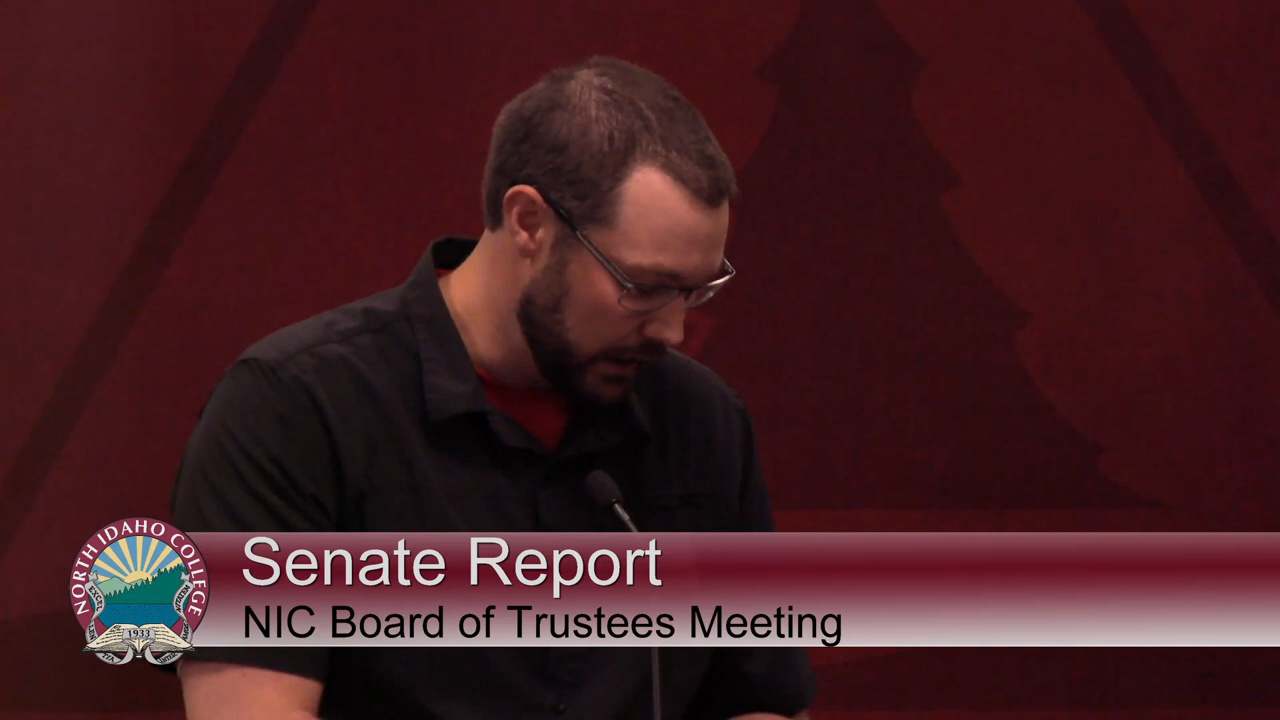 Senate Report
NIC Board of Trustees Meeting
NORTH IDAHO COLLEGE
1933